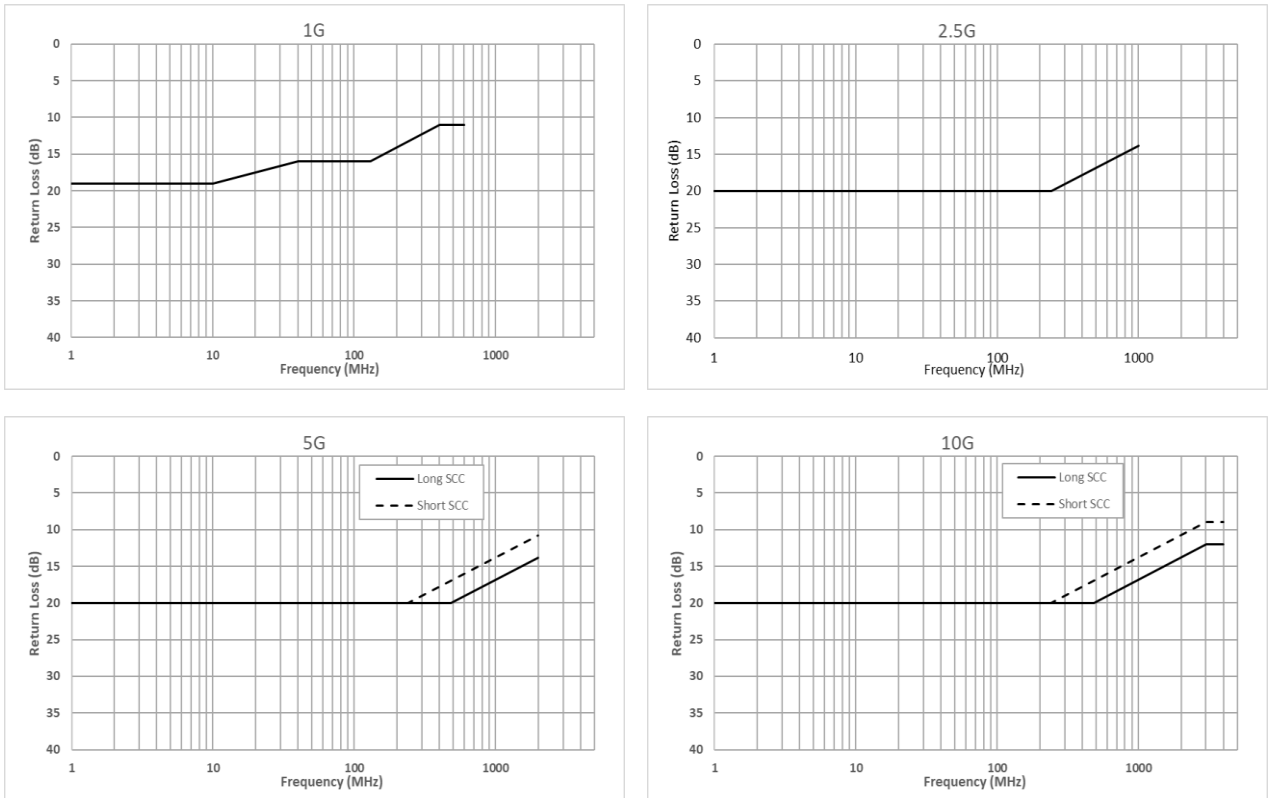 1G
0
5
10
15
20
25
30
35
40
Return Loss (dB)
1 10 100 1000
Frequency (MHz)
2.5G
0
5
10
15
20
25
30
35
40
Return Loss (dB)
1 10 100 1000
Frequency (MHz)
5G
Long SCC
Short SCC
0
5
10
15
20
25
30
35
40
Return Loss (dB)
1 10 100 1000
Frequency (MHz)
10G
Long SCC
Short SCC
0
5
10
15
20
25
30
35
40
Return Loss (dB)
1 10 100 1000
Frequency (MHz)